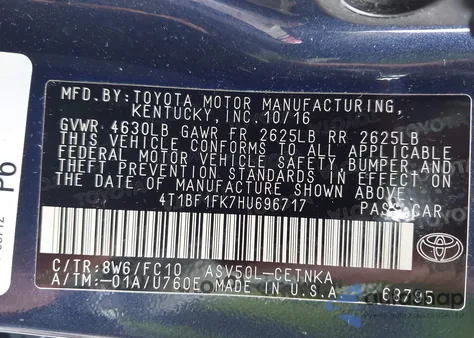 MFD.BY:TOYOTA MOTOR MANUFACTURING,
KENTUCKY, INC. 10/16
GVWR 4630LB GAWR FR 2625LB RR 2625LB
THIS VEHICLE CONFORMS TO ALL APPLICABLE
FEDERAL MOTOR VEHICLE SAFETY, BUMPER AND
THEFT PREVENTION STANDARDS IN EFFECT ON
THE DATE OF MANUFACTURE SHOWN ABOVE.
4T1BF1FK7HU696717 PASS.CAR
C/TR:8W6/FC10 ASV50L-CETNKA
A/TM:-01A/U760E MADE IN U.S.A. 68795
P6